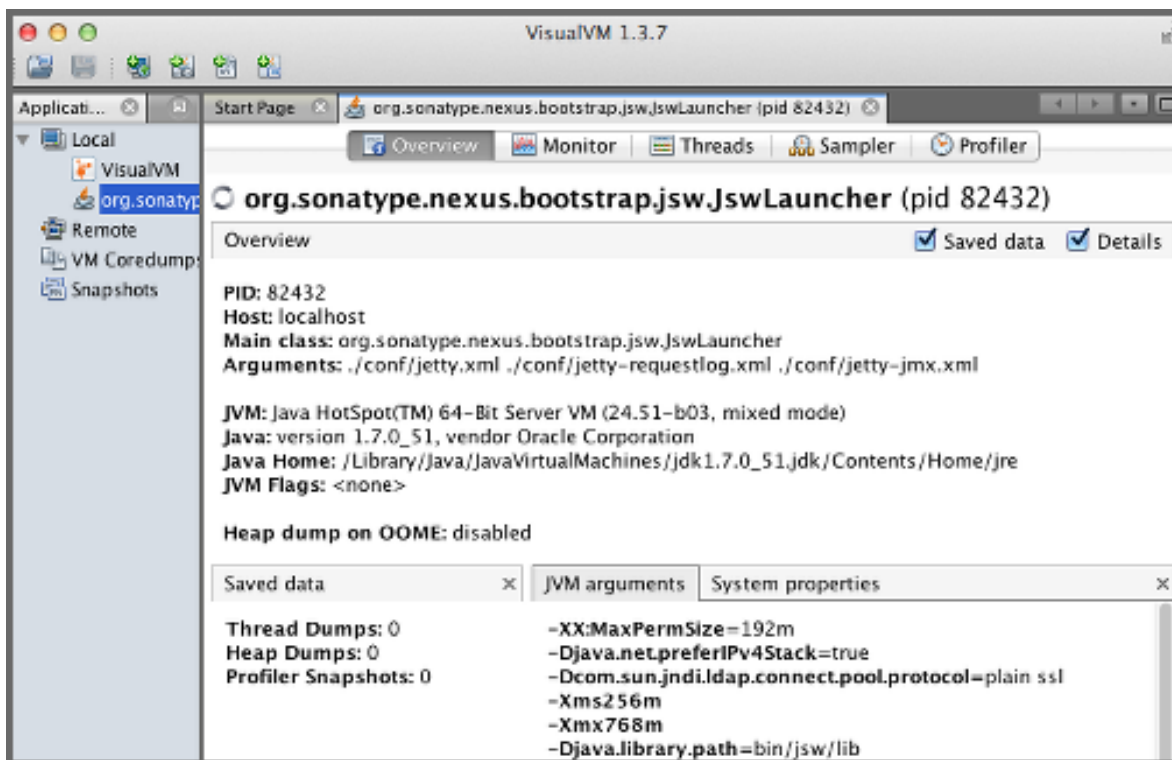 VisualVM 1.3.7
Applicati...
Start Page
org.sonatype.nexus.bootstrap.jsw.JswLauncher (pid 82432)
Local
VisualVM
org.sonatyp
Remote
VM Coredumps
Snapshots
Overview
Monitor
Threads
Sampler
Profiler
org.sonatype.nexus.bootstrap.jsw.JswLauncher (pid 82432)
Overview
Saved data
Details
PID: 82432
Host: localhost
Main class: org.sonatype.nexus.bootstrap.jsw.JswLauncher
Arguments: ./conf/jetty.xml ./conf/jetty-requestlog.xml ./conf/jetty-jmx.xml
JVM: Java HotSpot(TM) 64-Bit Server VM (24.51-b03, mixed mode)
Java: version 1.7.0_51, vendor Oracle Corporation
Java Home: /Library/Java/JavaVirtualMachines/jdk1.7.0_51.jdk/Contents/Home/jre
JVM Flags: <none>
Heap dump on OOME: disabled
Saved data
JVM arguments
System properties
Thread Dumps: 0
Heap Dumps: 0
Profiler Snapshots: 0
-XX:MaxPermSize=192m
-Djava.net.preferIPv4Stack=true
-Dcom.sun.jndi.ldap.connect.pool.protocol=plain ssl
-Xms256m
-Xmx768m
-Djava.library.path=bin/jsw/lib